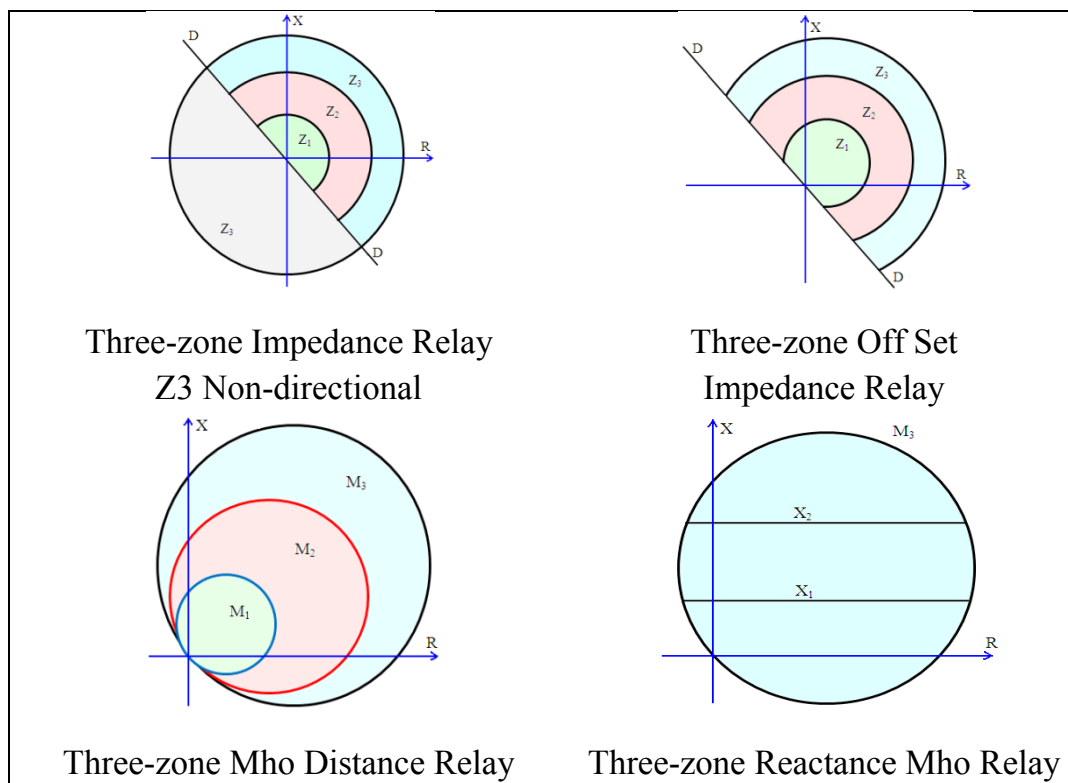 X
D
Z₃
Z₂
Z₁
R
Z₃
D
Three-zone Impedance Relay
Z3 Non-directional
X
D
Z₃
Z₂
Z₁
R
D
Three-zone Off Set
Impedance Relay
X
M₃
M₂
M₁
R
Three-zone Mho Distance Relay
X
M₃
X₂
X₁
R
Three-zone Reactance Mho Relay